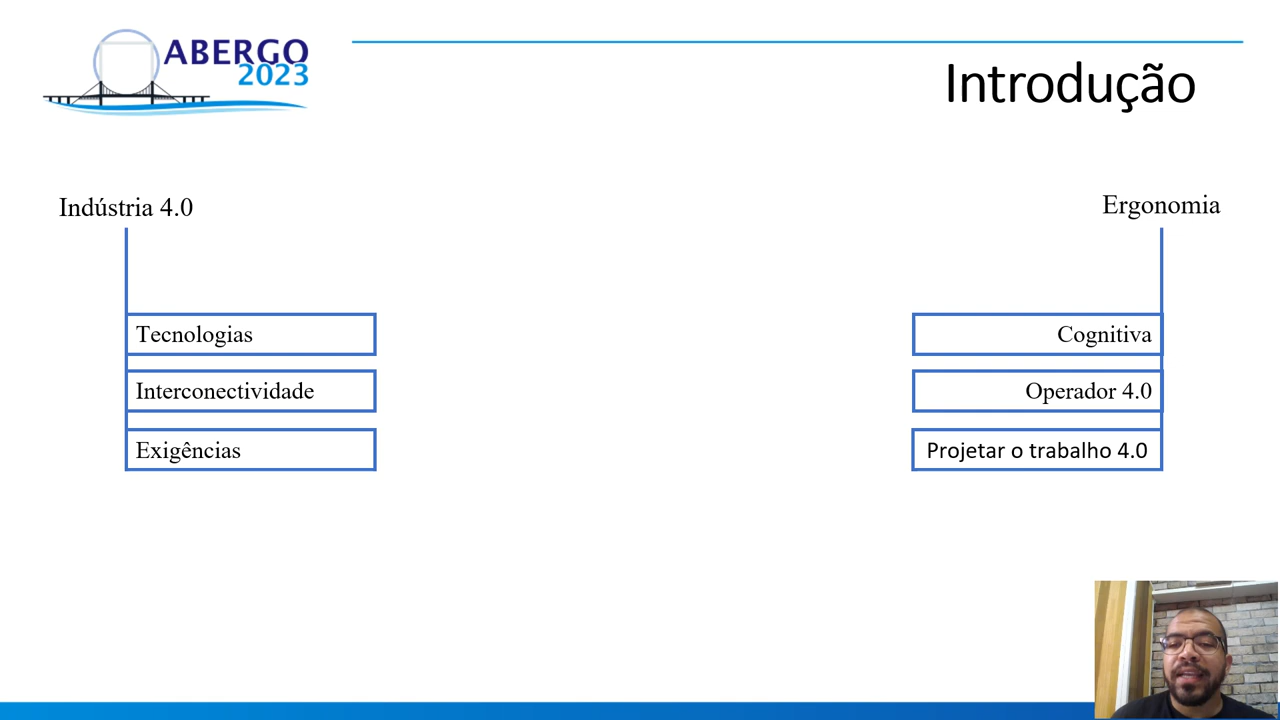 ABERGO
2023
Introdução
Indústria 4.0
Tecnologias
Interconectividade
Exigências
Ergonomia
Cognitiva
Operador 4.0
Projetar o trabalho 4.0